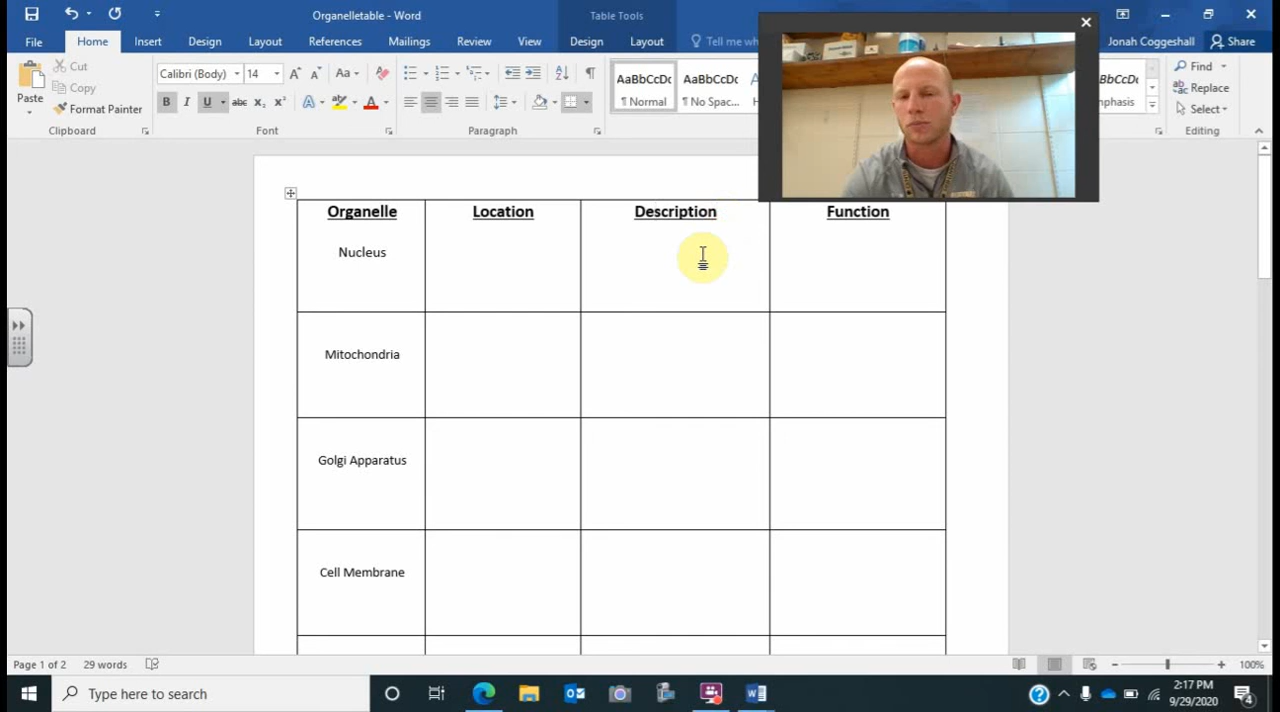 Organelletable - Word
Table Tools
File
Home
Insert
Design
Layout
References
Mailings
Review
View
Design
Layout
Tell me
Jonah Coggeshall
Share
Paste
Cut
Copy
Format Painter
Clipboard
Calibri (Body)
14
Font
Paragraph
AaBbCcDc
¶ Normal
AaBbCcDc
¶ No Spac...
Find
Replace
Select
Editing
Organelle
Location
Description
Function
Nucleus
Mitochondria
Golgi Apparatus
Cell Membrane
Page 1 of 2
29 words
100%
Type here to search
2:17 PM
9/29/2020
4